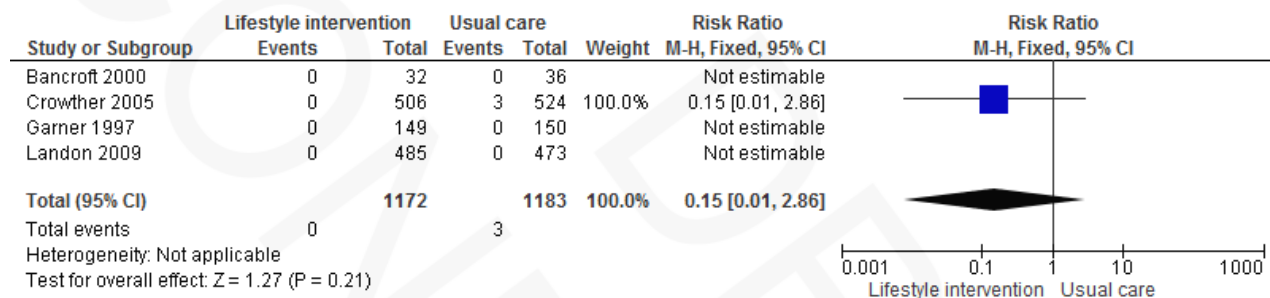 Lifestyle intervention Usual care Risk Ratio Risk Ratio
Study or Subgroup Events Total Events Total Weight M-H, Fixed, 95% CI M-H, Fixed, 95% CI
Bancroft 2000 0 32 0 36 Not estimable
Crowther 2005 0 506 3 524 100.0% 0.15 [0.01, 2.86]
Garner 1997 0 149 0 150 Not estimable
Landon 2009 0 485 0 473 Not estimable
Total (95% CI) 1172 1183 100.0% 0.15 [0.01, 2.86]
Total events 0 3
Heterogeneity: Not applicable
Test for overall effect: Z = 1.27 (P = 0.21)
0.001 0.1 1 10 1000
Lifestyle intervention Usual care